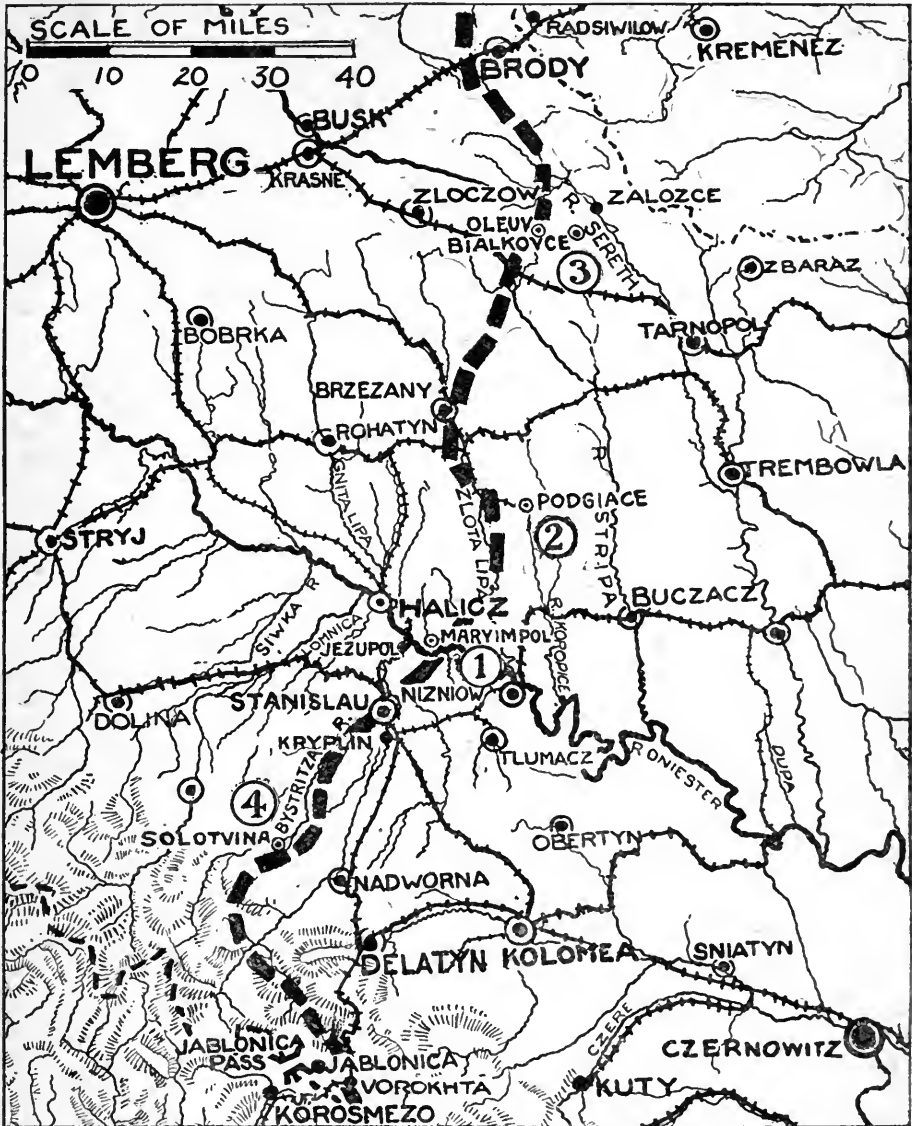 SCALE OF MILES
0 10 20 30 40
RADSIWILOW
KREMENEZ
BRODY
BUSK
LEMBERG
KRASNE
ZLOCZOW
ZALOZCE
R. SERETH
OLEUV
BIALKOVCE
3
ZBARAZ
BOBRKA
TARNOPOL
BRZEZANY
ROHATYN
GNITA LIPA
ZLOTA LIPA
R STRIPA
TREMBOWLA
PODGIACE
2
STRYJ
HALICZ
BUCZACZ
SIWKA R
LOMNICA
JEZUPOL
MARYIMPOL
1
R. KOROPICE
STANISLAU
NIZNIOW
DOLINA
KRYPLIN
TLUMACZ
R DNIESTER
DUPA
4
BYSTRITZA R.
SOLOTVINA
OBERTYN
NADWORNA
DELATYN
KOLOMEA
SNIATYN
CZERE
JABLONICA
PASS
JABLONICA
VOROKHTA
CZERNOWITZ
KUTY
KOROSMEZO